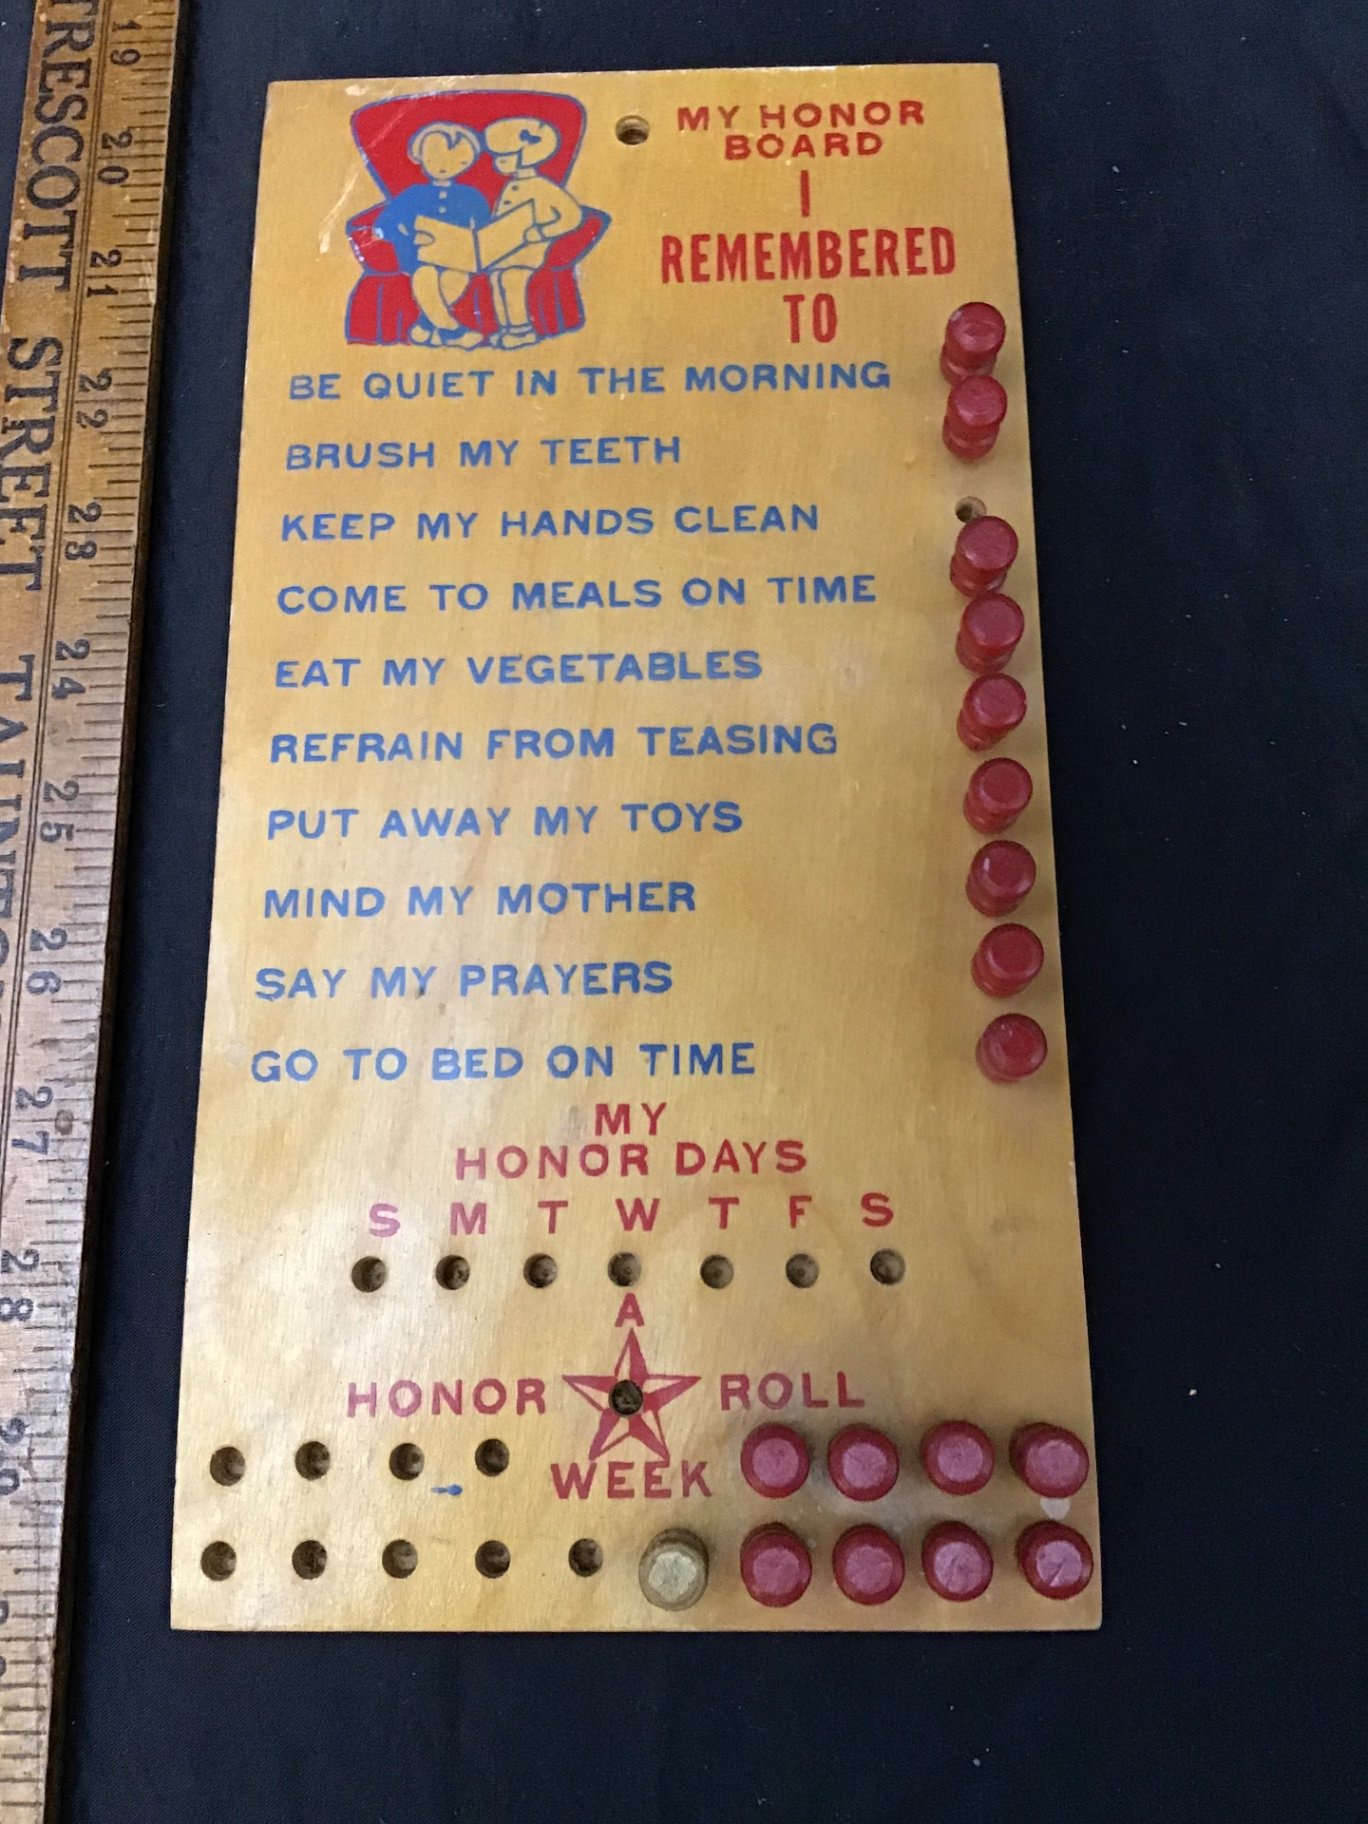 MY HONOR
BOARD
I
REMEMBERED
TO
BE QUIET IN THE MORNING
BRUSH MY TEETH
KEEP MY HANDS CLEAN
COME TO MEALS ON TIME
EAT MY VEGETABLES
REFRAIN FROM TEASING
PUT AWAY MY TOYS
MIND MY MOTHER
SAY MY PRAYERS
GO TO BED ON TIME
MY
HONOR DAYS
S M T W T F S
A
HONOR ROLL
WEEK
TRESCOTT STREET
19 20 21 22 23 24 25 26 27 28 29